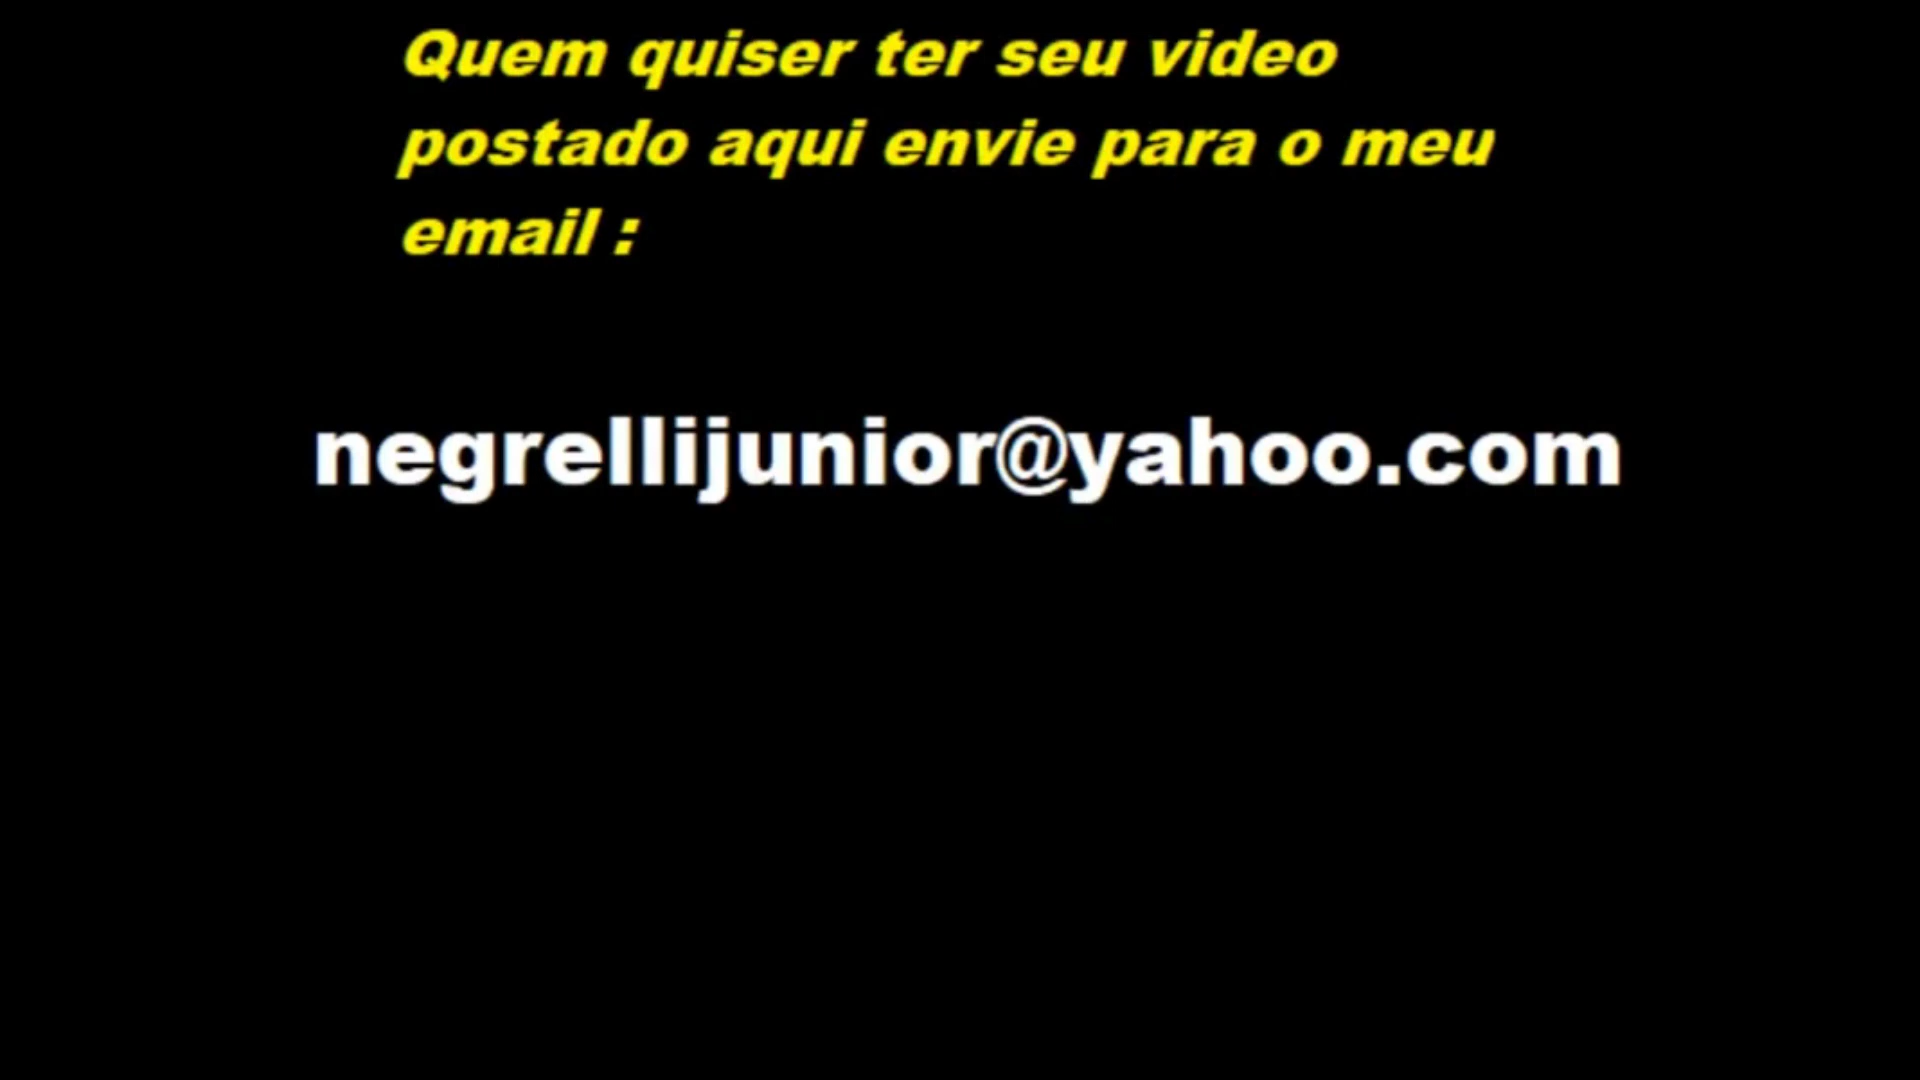 Quem quiser ter seu video
postado aqui envie para o meu
email :
negrellijunior@yahoo.com